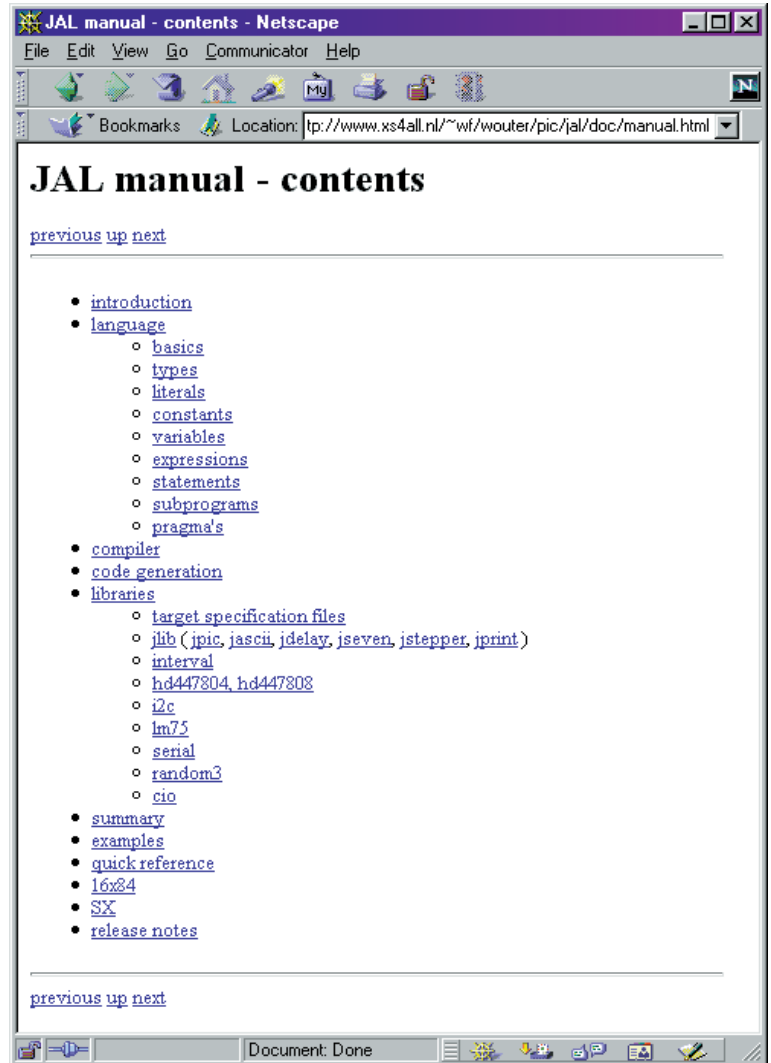 JAL manual - contents - Netscape
File Edit View Go Communicator Help
My
N
Bookmarks Location: tp://www.xs4all.nl/~wf/wouter/pic/jal/doc/manual.html
JAL manual - contents
previous up next
introduction
language
basics
types
literals
constants
variables
expressions
statements
subprograms
pragma's
compiler
code generation
libraries
target specification files
jlib ( jpic, jascii, jdelay, jseven, jstepper, jprint )
interval
hd447804, hd447808
i2c
lm75
serial
random3
cio
summary
examples
quick reference
16x84
SX
release notes
previous up next
Document: Done